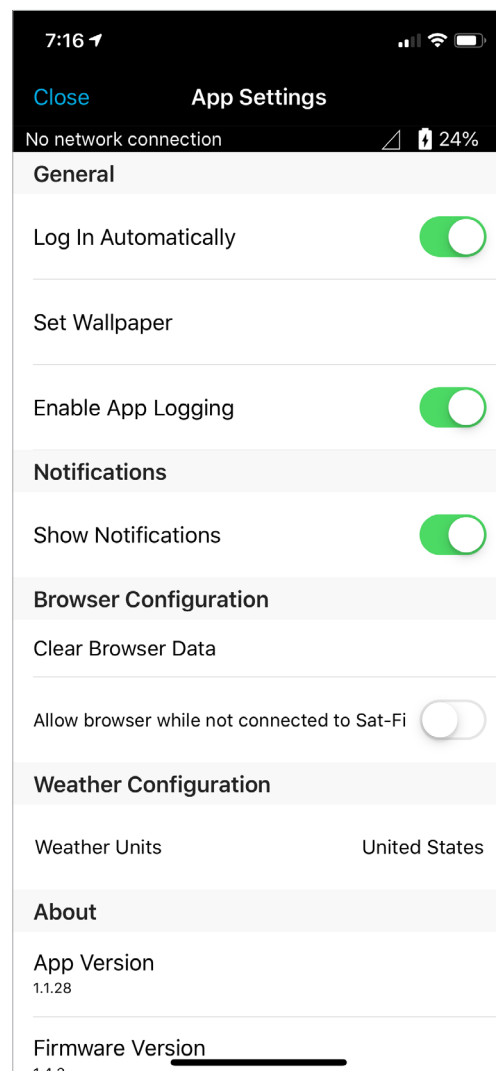 7:16
Close App Settings
No network connection 24%
General
Log In Automatically
Set Wallpaper
Enable App Logging
Notifications
Show Notifications
Browser Configuration
Clear Browser Data
Allow browser while not connected to Sat-Fi
Weather Configuration
Weather Units United States
About
App Version
1.1.28
Firmware Version